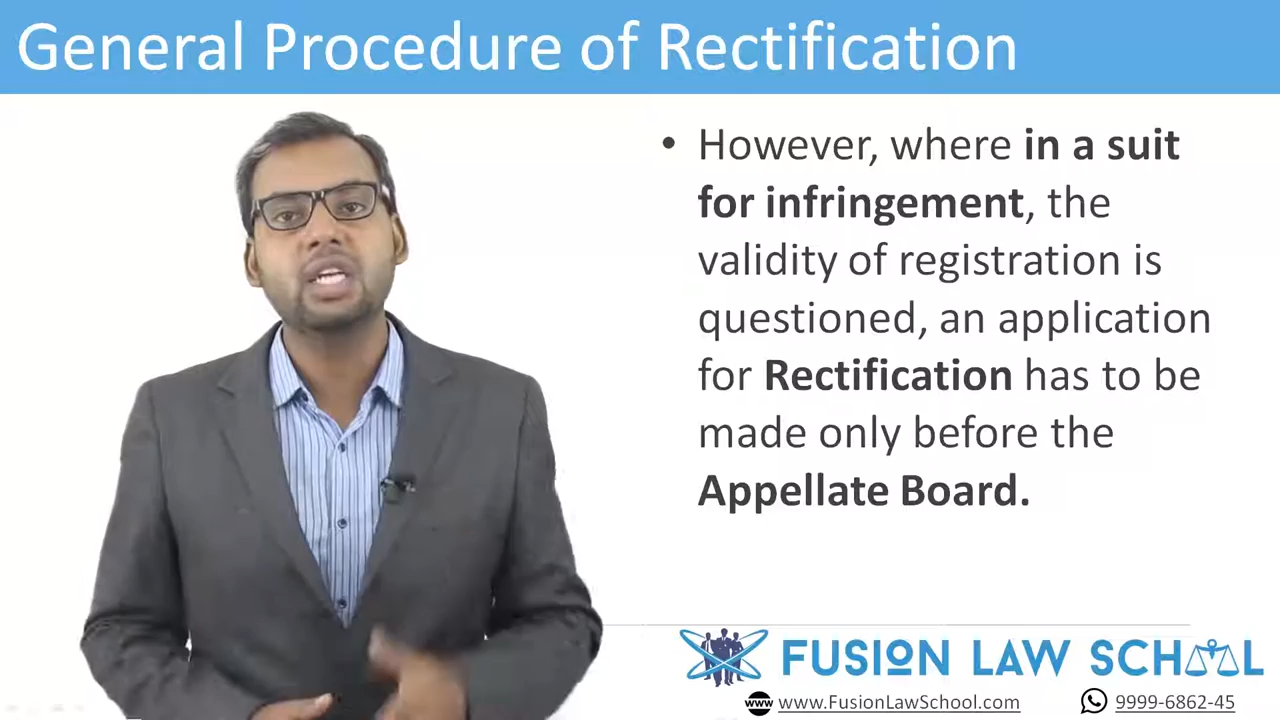 General Procedure of Rectification
• However, where in a suit
for infringement, the
validity of registration is
questioned, an application
for Rectification has to be
made only before the
Appellate Board.
FUSION LAW SCHOOL
www www.FusionLawSchool.com 9999-6862-45